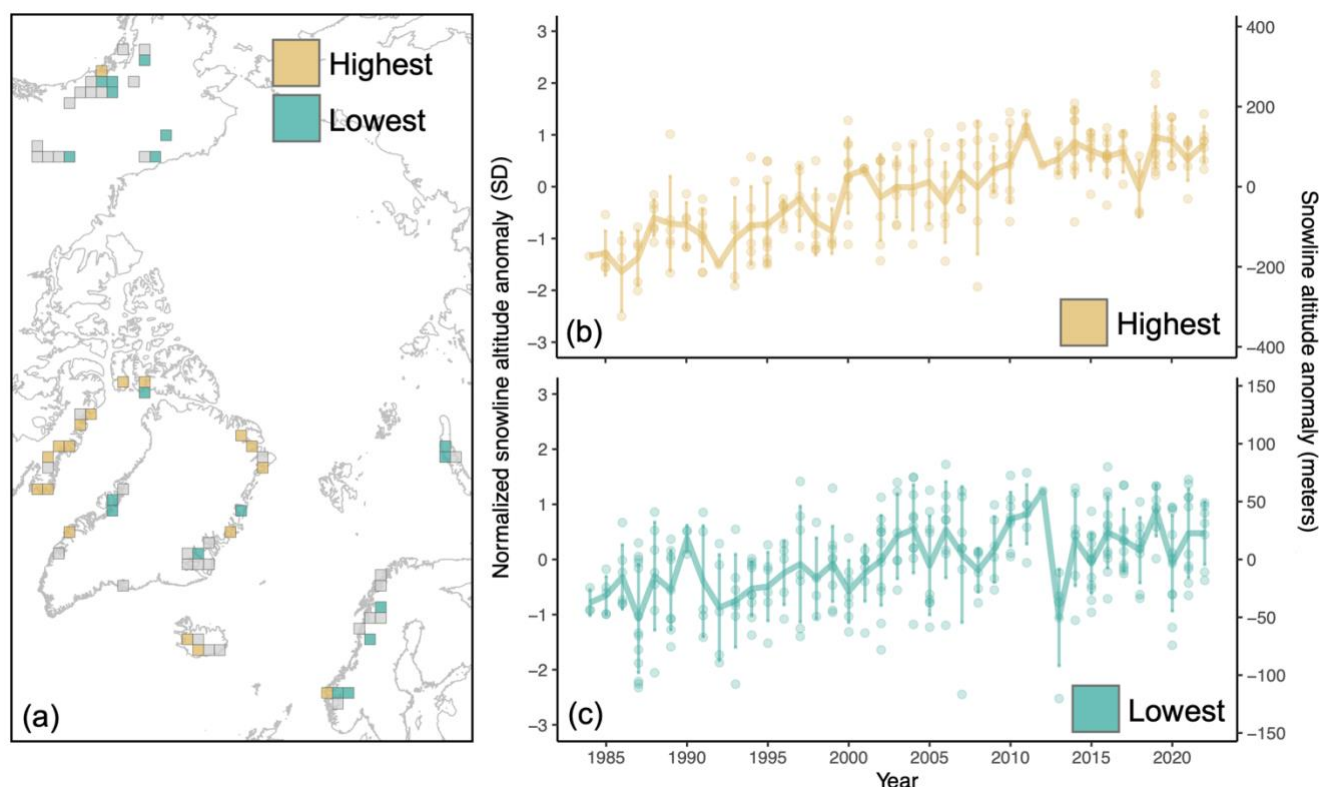 Highest
Lowest
(a)
Normalized snowline altitude anomaly (SD)
3
2
1
0
−1
−2
−3
400
200
0
−200
−400
(b)
Highest
Snowline altitude anomaly (meters)
3
2
1
0
−1
−2
−3
150
100
50
0
−50
−100
−150
(c)
Lowest
1985 1990 1995 2000 2005 2010 2015 2020
Year